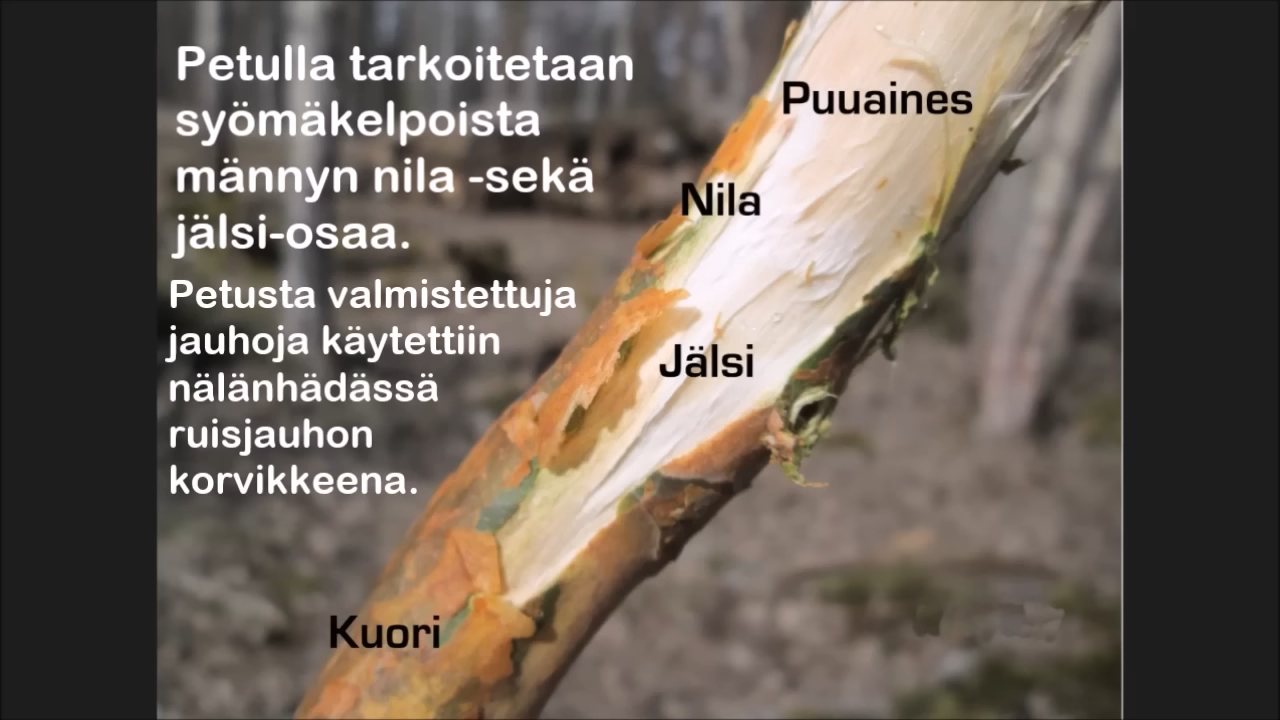 Petulla tarkoitetaan
syömäkelpoista
männyn nila -sekä
jälsi-osaa.
Petusta valmistettuja
jauhoja käytettiin
nälänhädässä
ruisjauhon
korvikkeena.
Puuaines
Nila
Jälsi
Kuori